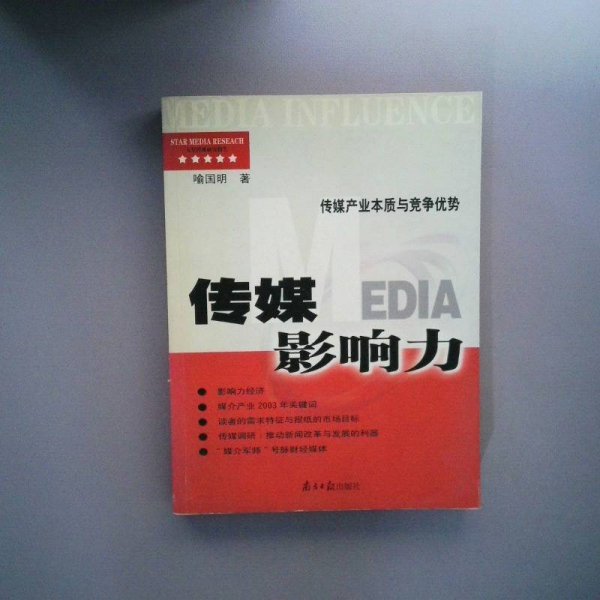 MEDIA INFLUENCE
STAR MEDIA RESEACH
★★★★★
喻国明 著
传媒产业本质与竞争优势
MEDIA
传媒
影响力
● 影响力经济
● 媒介产业2003年关键词
● 读者的需求特征与报纸的市场目标
● 传媒调研：推动新闻改革与发展的利器
● “媒介军师”号脉财经媒体
南方日报出版社